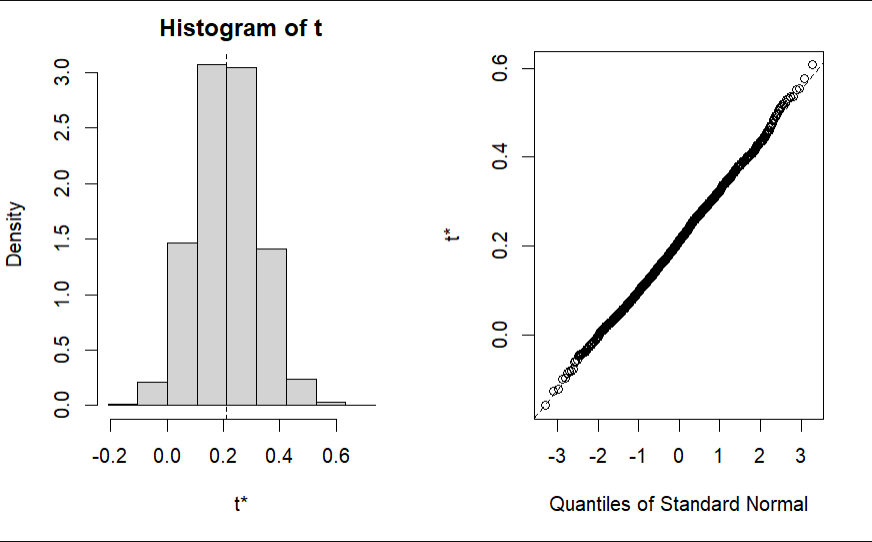 Histogram of t
Density
0.0 0.5 1.0 1.5 2.0 2.5 3.0
-0.2 0.0 0.2 0.4 0.6
t*
t*
0.0 0.2 0.4 0.6
-3 -2 -1 0 1 2 3
Quantiles of Standard Normal